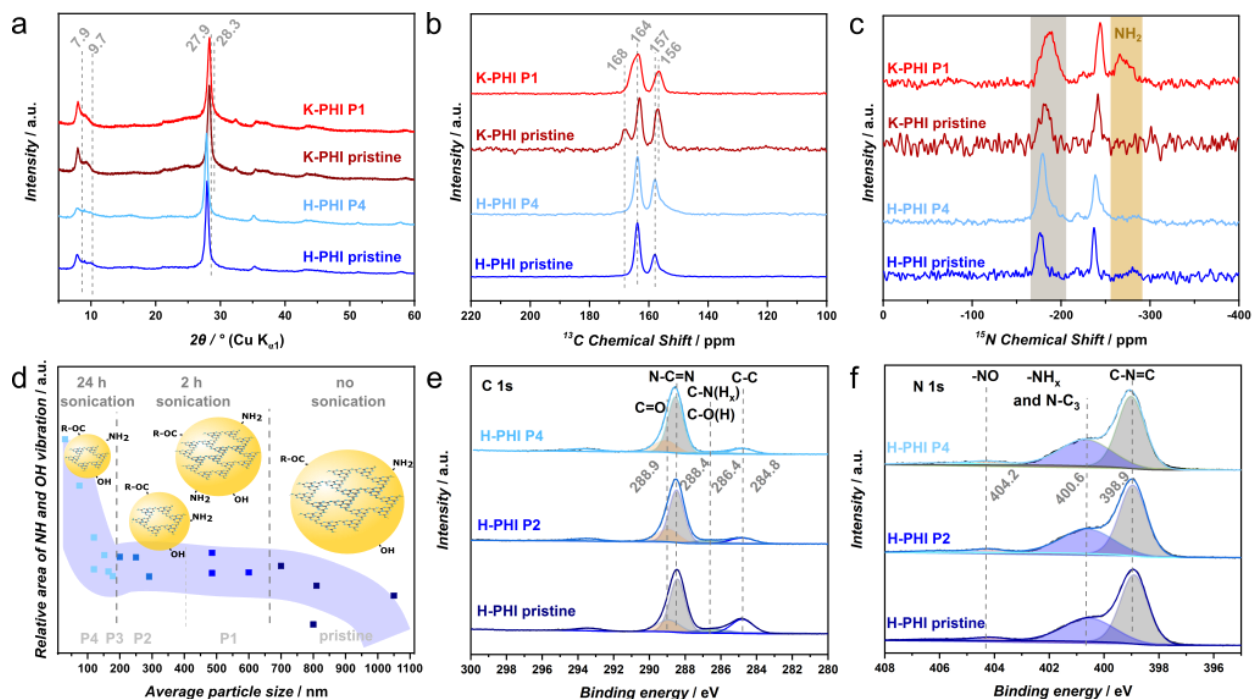 a
7.9
9.7
27.9
28.3
K-PHI P1
K-PHI pristine
H-PHI P4
H-PHI pristine
Intensity / a.u.
10 20 30 40 50 60
2θ / ° (Cu Kα1)
b
168
164
157
156
K-PHI P1
K-PHI pristine
H-PHI P4
H-PHI pristine
Intensity / a.u.
220 200 180 160 140 120 100
13C Chemical Shift / ppm
c
NH2
K-PHI P1
K-PHI pristine
H-PHI P4
H-PHI pristine
Intensity / a.u.
0 -100 -200 -300 -400
15N Chemical Shift / ppm
d
24 h
sonication
2 h
sonication
no
sonication
R-OC
NH2
OH
R-OC
NH2
OH
R-OC
NH2
NH2
OH
R-OC
NH2
OH
P4 P3 P2 P1 pristine
Relative area of NH and OH vibration / a.u.
100 200 300 400 500 600 700 800 900 1000 1100
Average particle size / nm
e
C 1s
N-C=N
C=O
C-N(Hx)
C-O(H)
C-C
H-PHI P4
288.9
288.4
286.4
284.8
H-PHI P2
H-PHI pristine
Intensity / a.u.
300 298 296 294 292 290 288 286 284 282 280
Binding energy / eV
f
N 1s
-NO
-NHx
and N-C3
C-N=C
H-PHI P4
404.2
400.6
398.9
H-PHI P2
H-PHI pristine
Intensity / a.u.
408 406 404 402 400 398 396
Binding energy / eV